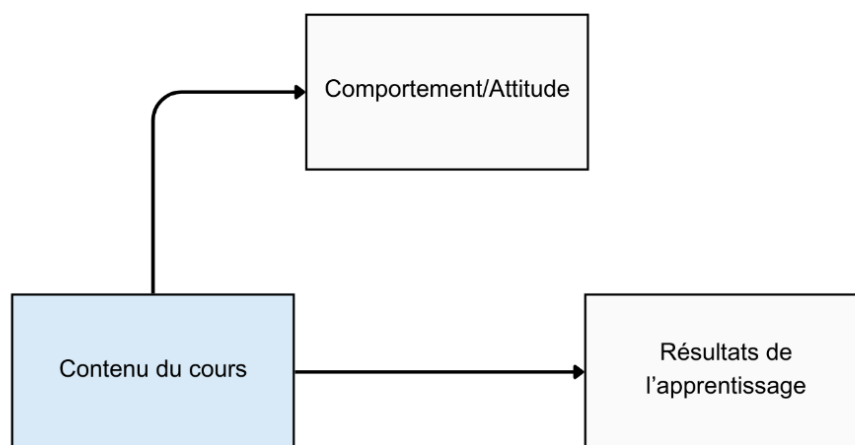 Comportement/Attitude
Contenu du cours
Résultats de
l’apprentissage